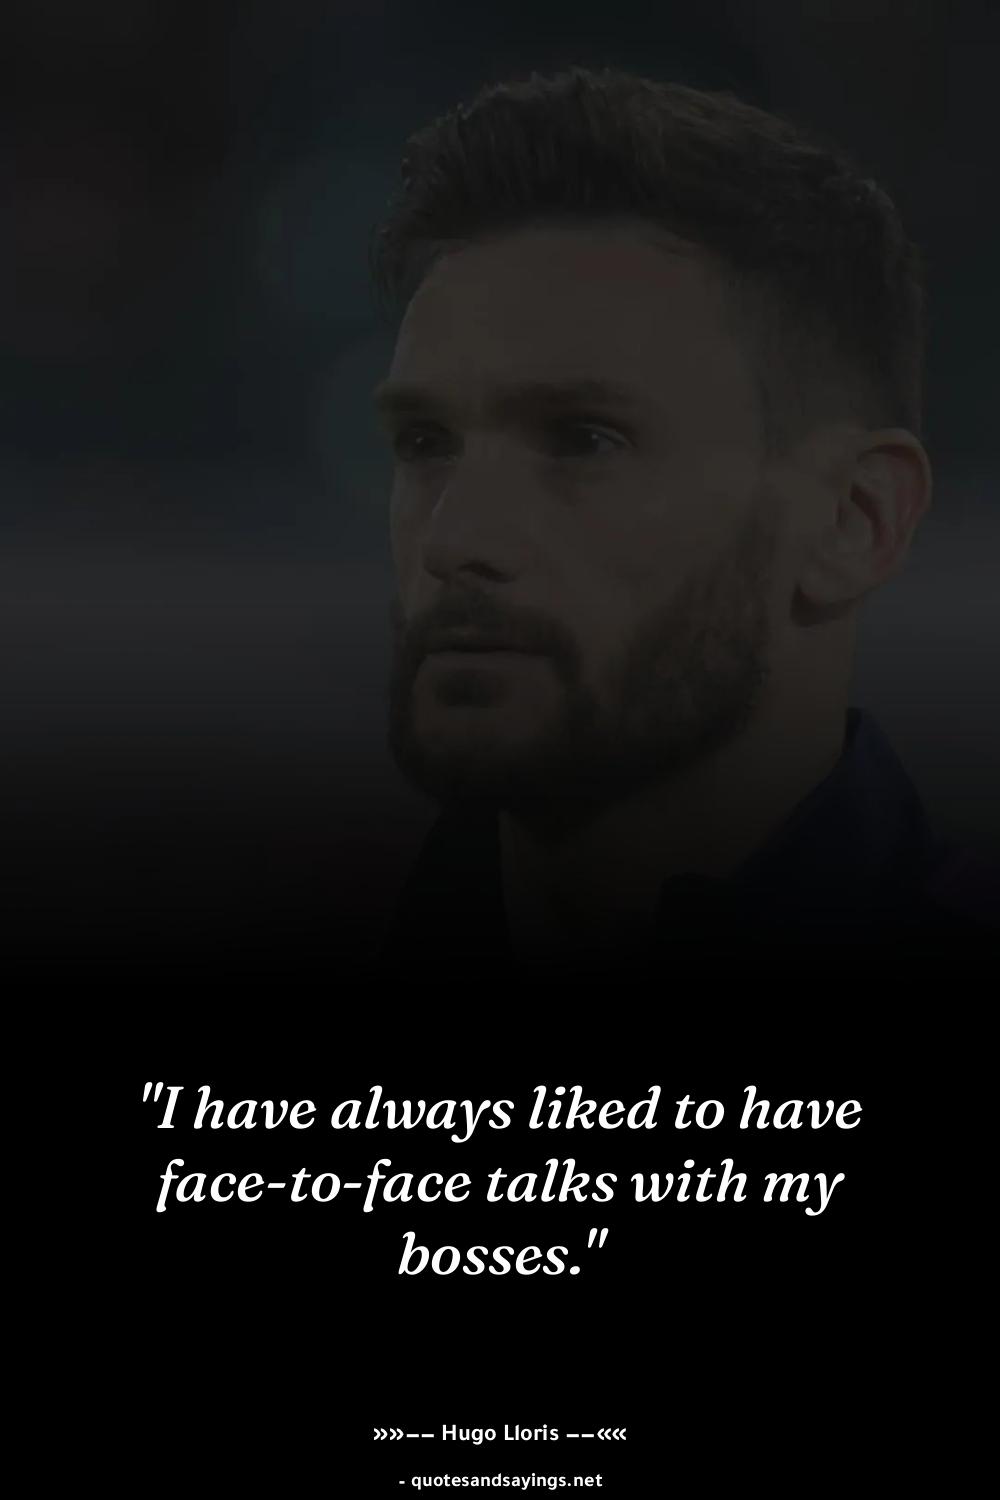 "I have always liked to have
face-to-face talks with my
bosses."
»»−− Hugo Lloris −−««
- quotesandsayings.net